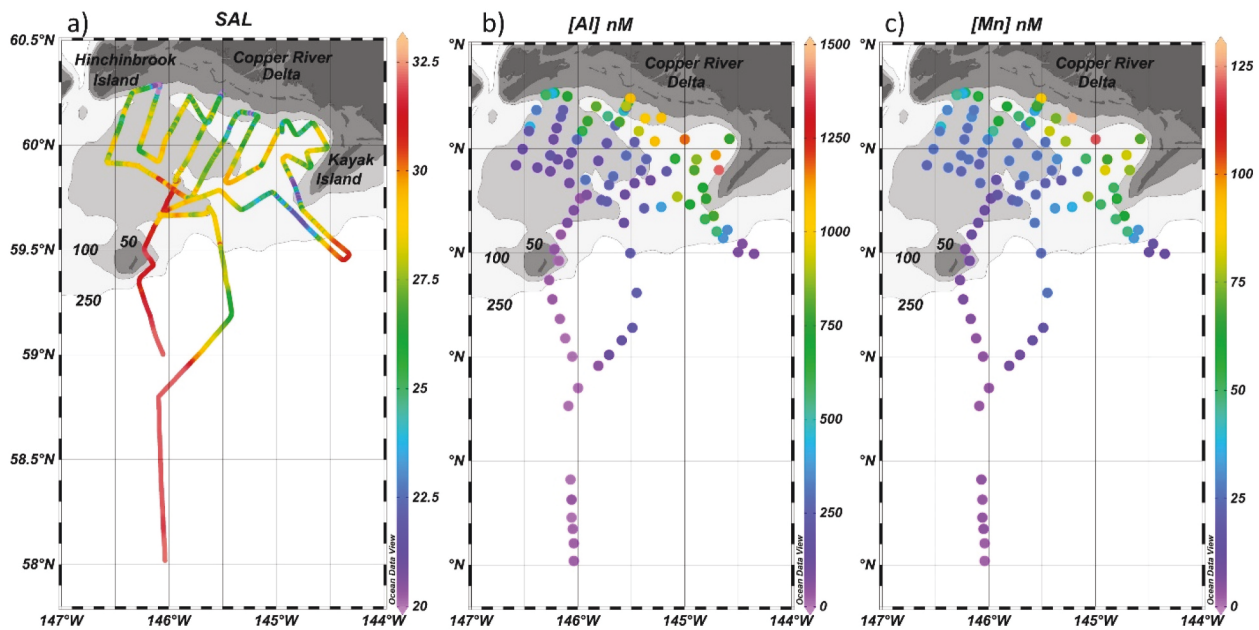 a)
SAL
60.5°N
Hinchinbrook
Island
Copper River
Delta
60°N
Kayak
Island
59.5°N
50
100
250
59°N
58.5°N
58°N
147°W
146°W
145°W
144°W
32.5
30
27.5
25
22.5
20
Ocean Data View
b)
[Al] nM
°N
Copper River
Delta
°N
°N
50
100
250
°N
°N
°N
147°W
146°W
145°W
144°W
1500
1250
1000
750
500
250
0
Ocean Data View
c)
[Mn] nM
°N
Copper River
Delta
°N
°N
50
100
250
°N
°N
°N
147°W
146°W
145°W
144°W
125
100
75
50
25
0
Ocean Data View